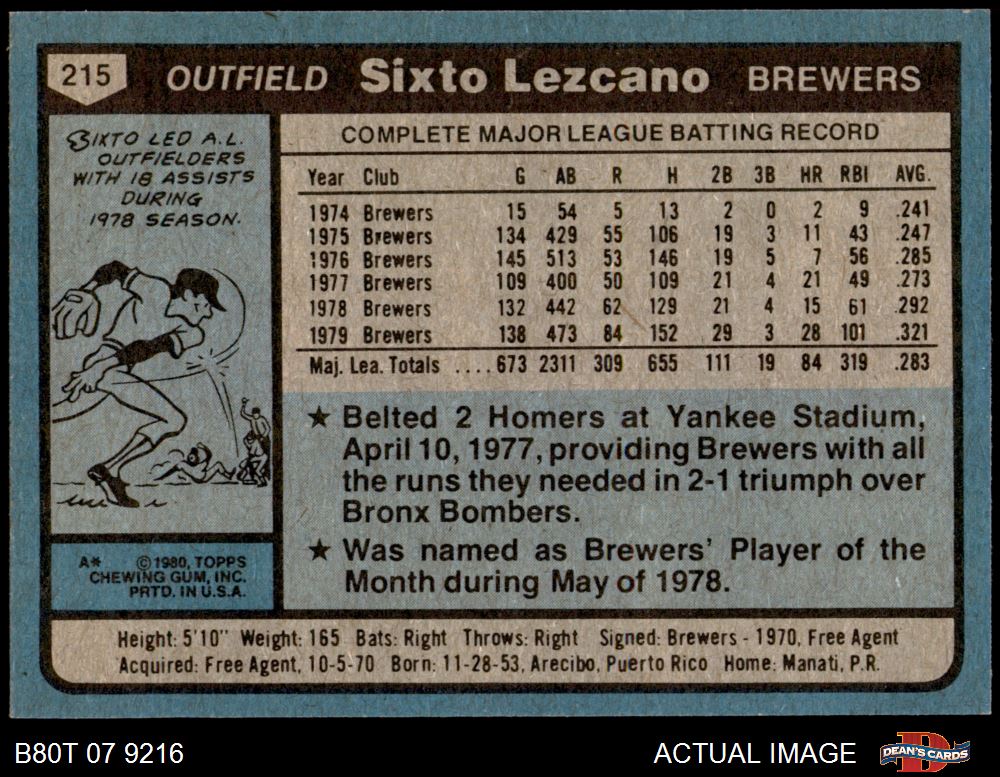 215 OUTFIELD Sixto Lezcano BREWERS
SIXTO LED A.L.
OUTFIELDERS
WITH 18 ASSISTS
DURING
1978 SEASON.
COMPLETE MAJOR LEAGUE BATTING RECORD
Year Club G AB R H 2B 3B HR RBI AVG.
1974 Brewers 15 54 5 13 2 0 2 9 .241
1975 Brewers 134 429 55 106 19 3 11 43 .247
1976 Brewers 145 513 53 146 19 5 7 56 .285
1977 Brewers 109 400 50 109 21 4 21 49 .273
1978 Brewers 132 442 62 129 21 4 15 61 .292
1979 Brewers 138 473 84 152 29 3 28 101 .321
Maj. Lea. Totals .... 673 2311 309 655 111 19 84 319 .283
★ Belted 2 Homers at Yankee Stadium,
April 10, 1977, providing Brewers with all
the runs they needed in 2-1 triumph over
Bronx Bombers.
★ Was named as Brewers' Player of the
Month during May of 1978.
A* ©1980, TOPPS
CHEWING GUM, INC.
PRTD. IN U.S.A.
Height: 5'10" Weight: 165 Bats: Right Throws: Right Signed: Brewers - 1970, Free Agent
Acquired: Free Agent, 10-5-70 Born: 11-28-53, Arecibo, Puerto Rico Home: Manati, P.R.
B80T 07 9216 ACTUAL IMAGE DEAN'S CARDS